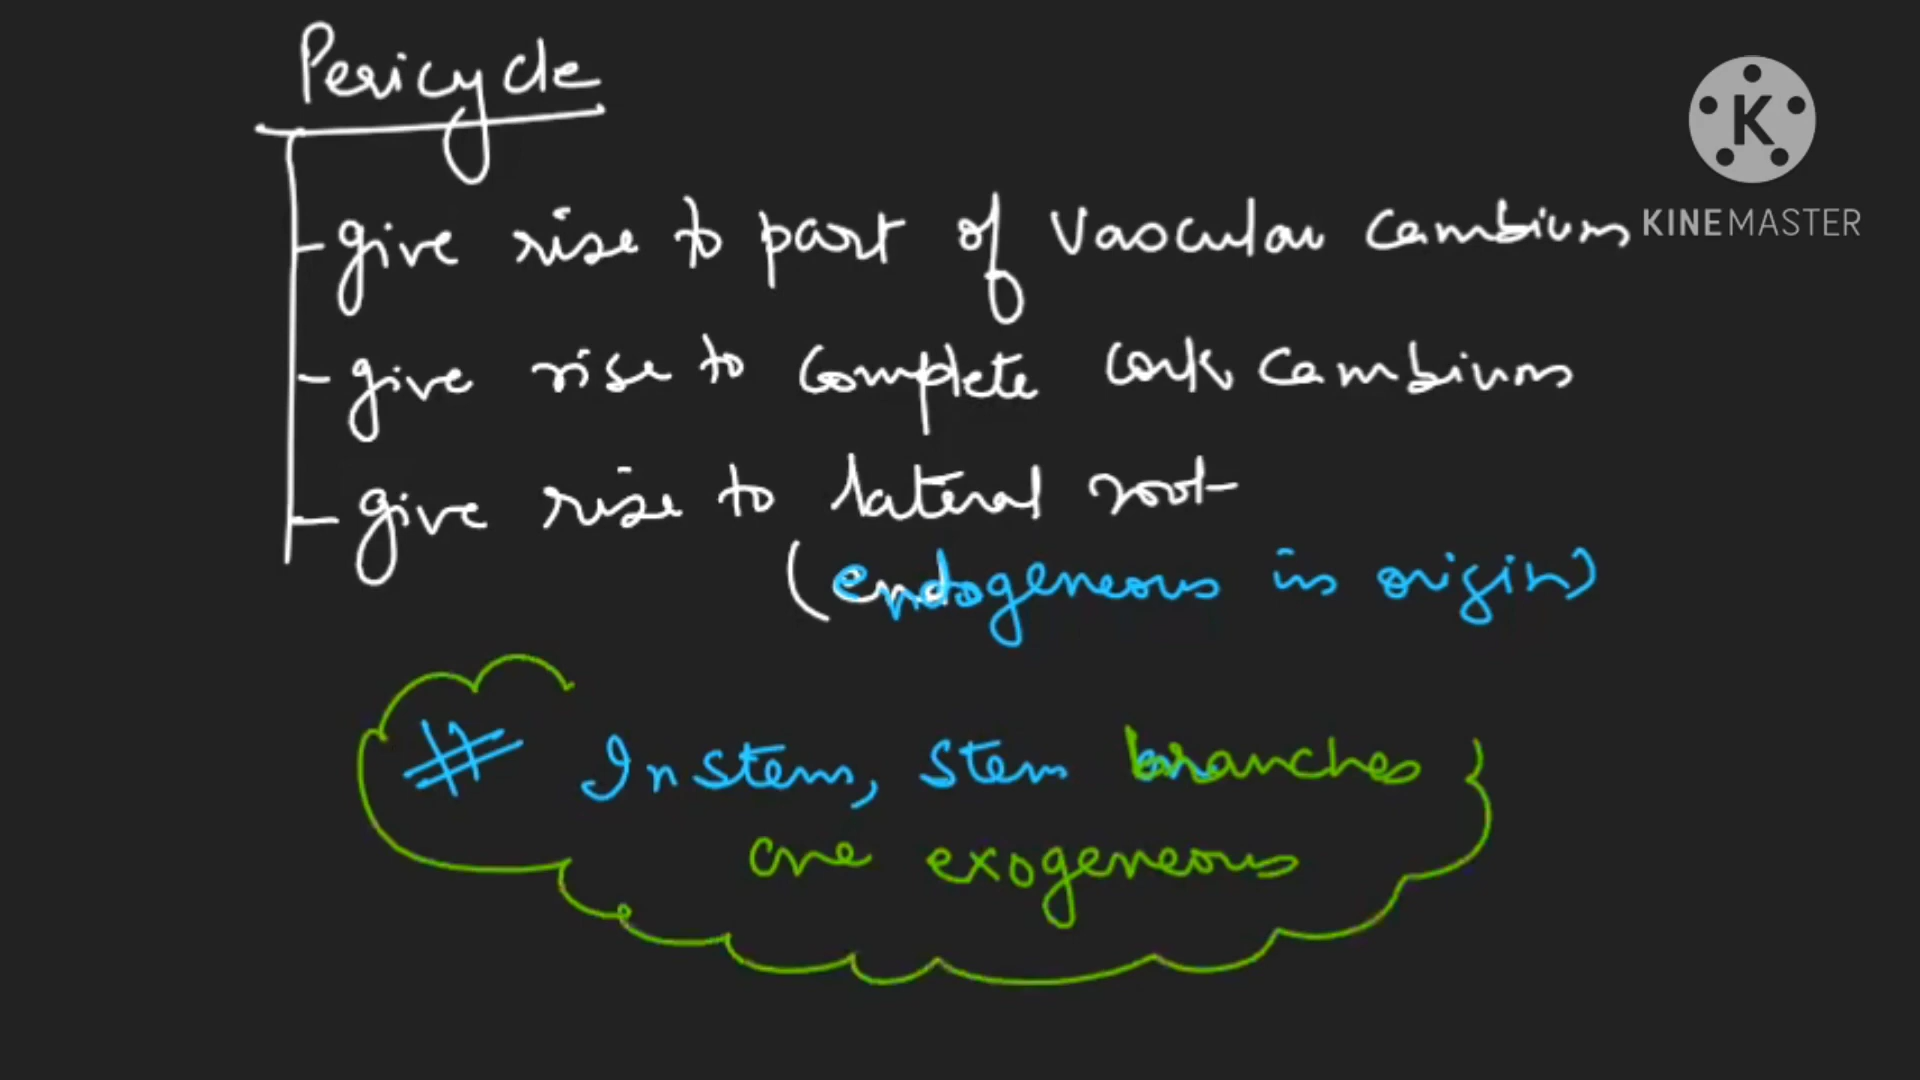 Pericycle
K
KINEMASTER
- give rise to part of Vascular Cambium
- give rise to Complete Cork Cambium
- give rise to lateral root
(endogeneous in origin)
# In stem, stem branches
are exogeneous